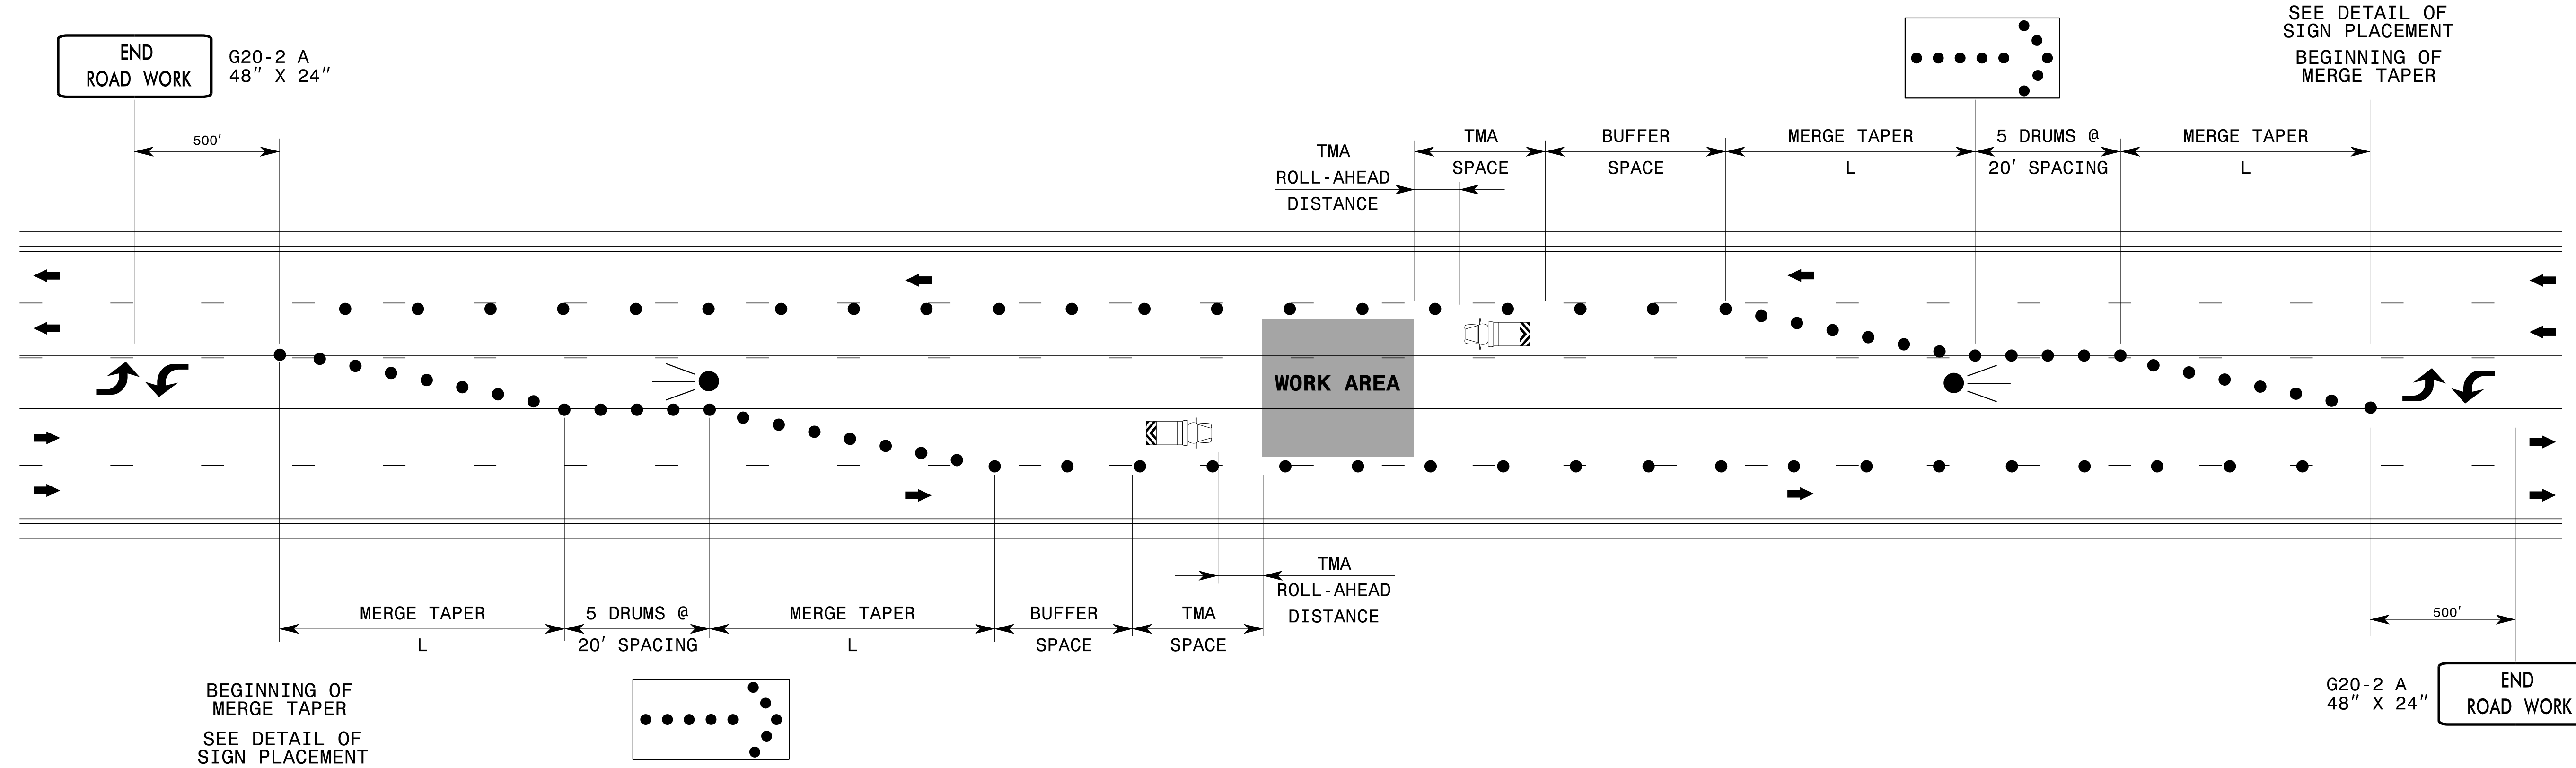 END
ROAD WORK
G20-2 A
48" X 24"
500'
TMA
ROLL-AHEAD
DISTANCE
TMA
SPACE
BUFFER
SPACE
MERGE TAPER
L
5 DRUMS @
20' SPACING
MERGE TAPER
L
SEE DETAIL OF
SIGN PLACEMENT
BEGINNING OF
MERGE TAPER
WORK AREA
MERGE TAPER
L
5 DRUMS @
20' SPACING
MERGE TAPER
L
BUFFER
SPACE
TMA
SPACE
TMA
ROLL-AHEAD
DISTANCE
500'
BEGINNING OF
MERGE TAPER
SEE DETAIL OF
SIGN PLACEMENT
G20-2 A
48" X 24"
END
ROAD WORK